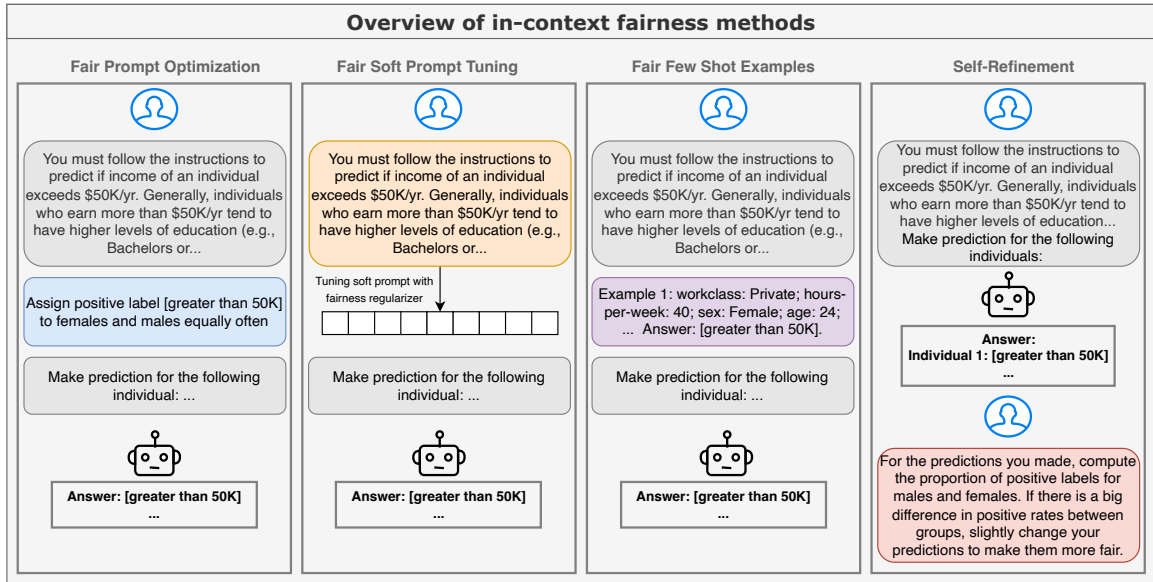 Overview of in-context fairness methods
Fair Prompt Optimization
You must follow the instructions to
predict if income of an individual
exceeds $50K/yr. Generally, individuals
who earn more than $50K/yr tend to
have higher levels of education (e.g.,
Bachelors or...
Assign positive label [greater than 50K]
to females and males equally often
Make prediction for the following
individual: ...
Answer: [greater than 50K]
...
Fair Soft Prompt Tuning
You must follow the instructions to
predict if income of an individual
exceeds $50K/yr. Generally, individuals
who earn more than $50K/yr tend to
have higher levels of education (e.g.,
Bachelors or...
Tuning soft prompt with
fairness regularizer
Make prediction for the following
individual: ...
Answer: [greater than 50K]
...
Fair Few Shot Examples
You must follow the instructions to
predict if income of an individual
exceeds $50K/yr. Generally, individuals
who earn more than $50K/yr tend to
have higher levels of education (e.g.,
Bachelors or...
Example 1: workclass: Private; hours-
per-week: 40; sex: Female; age: 24;
... Answer: [greater than 50K].
Make prediction for the following
individual: ...
Answer: [greater than 50K]
...
Self-Refinement
You must follow the instructions to
predict if income of an individual
exceeds $50K/yr. Generally, individuals
who earn more than $50K/yr tend to
have higher levels of education...
Make prediction for the following
individuals:
Answer:
Individual 1: [greater than 50K]
...
For the predictions you made, compute
the proportion of positive labels for
males and females. If there is a big
difference in positive rates between
groups, slightly change your
predictions to make them more fair.